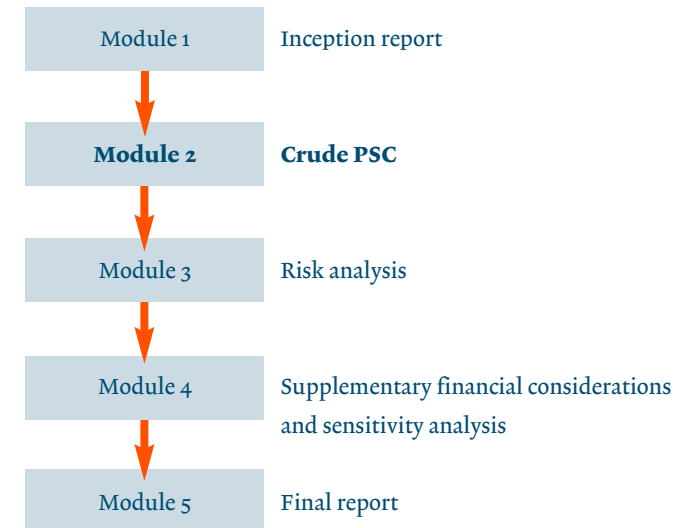 Module 1 Inception report
Module 2 Crude PSC
Module 3 Risk analysis
Module 4 Supplementary financial considerations
and sensitivity analysis
Module 5 Final report